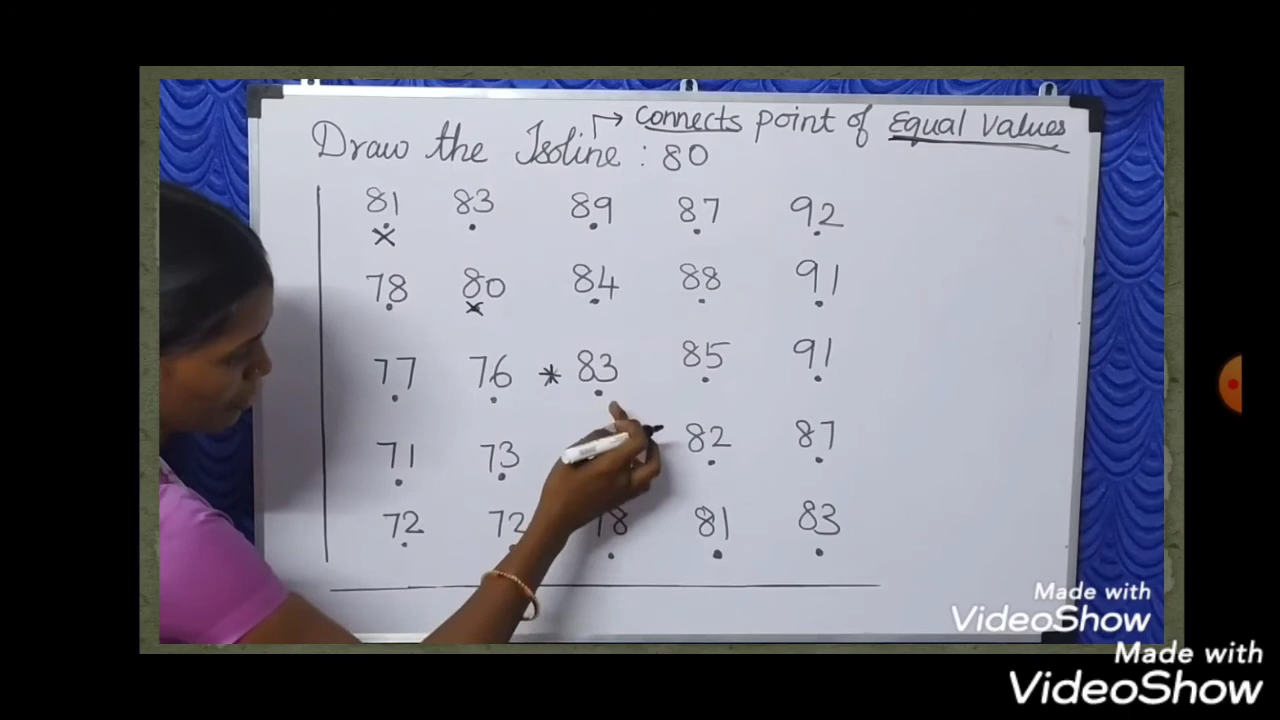 connects point of Equal Values
Draw the Isoline : 80
81 83 89 87 92
78 80 84 88 91
77 76 * 83 85 91
71 73 82 87
72 72 78 81 83
Made with
VideoShow
Made with
VideoShow